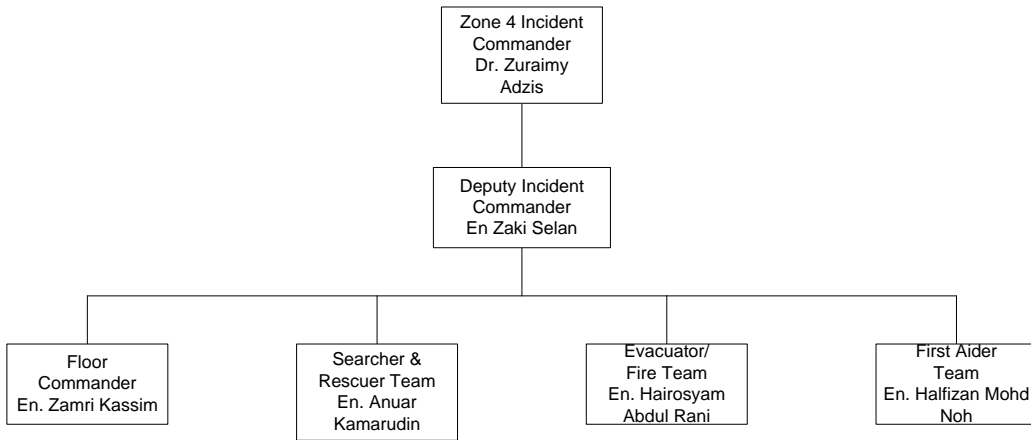 Zone 4 Incident
Commander
Dr. Zuraimy
Adzis
Deputy Incident
Commander
En Zaki Selan
Floor
Commander
En. Zamri Kassim
Searcher &
Rescuer Team
En. Anuar
Kamarudin
Evacuator/
Fire Team
En. Hairosyam
Abdul Rani
First Aider
Team
En. Halfizan Mohd
Noh